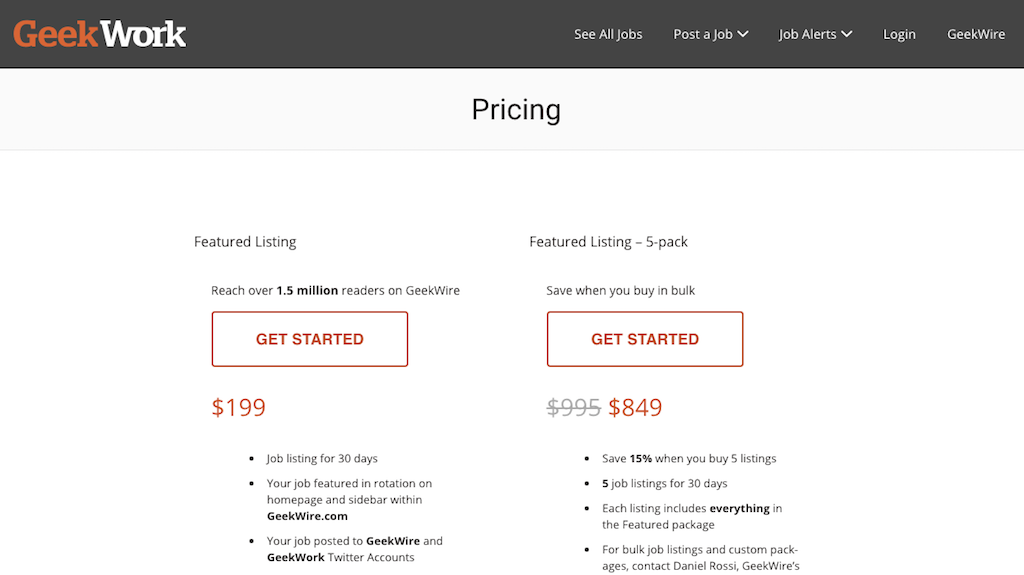 GeekWork
See All Jobs
Post a Job
Job Alerts
Login
GeekWire
Pricing
Featured Listing
Reach over 1.5 million readers on GeekWire
GET STARTED
$199
• Job listing for 30 days
• Your job featured in rotation on
homepage and sidebar within
GeekWire.com
• Your job posted to GeekWire and
GeekWork Twitter Accounts
Featured Listing – 5-pack
Save when you buy in bulk
GET STARTED
$995 $849
• Save 15% when you buy 5 listings
• 5 job listings for 30 days
• Each listing includes everything in
the Featured package
• For bulk job listings and custom pack-
ages, contact Daniel Rossi, GeekWire’s